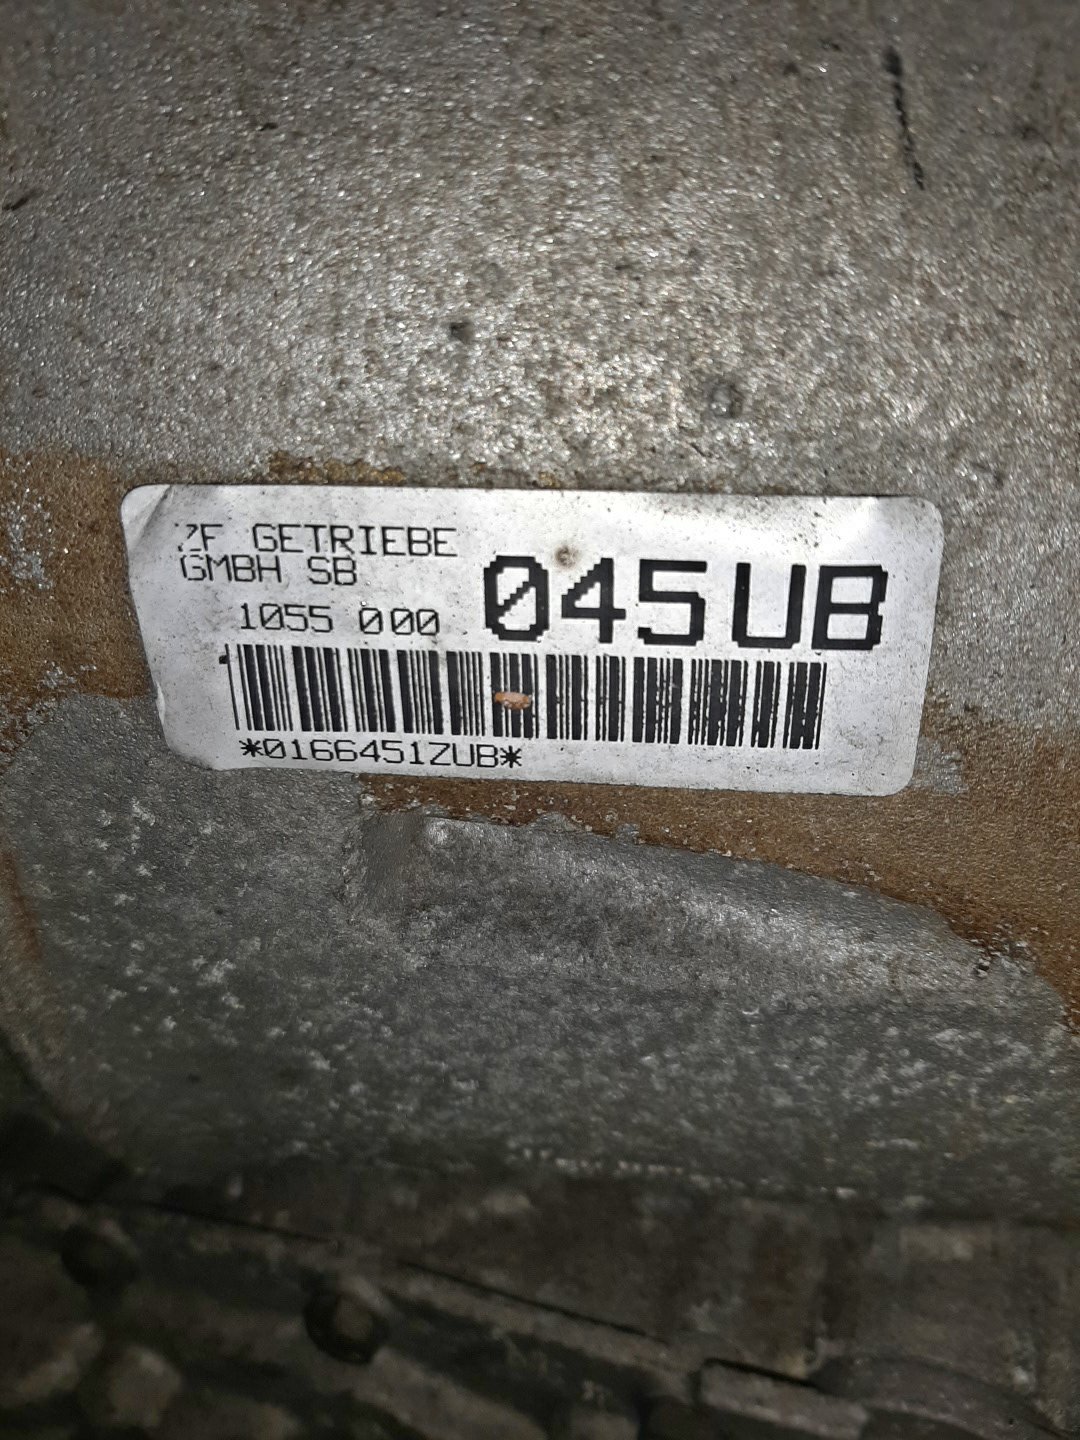 ZF GETRIEBE
GMBH SB
045UB
1055 000
*0166451ZUB*